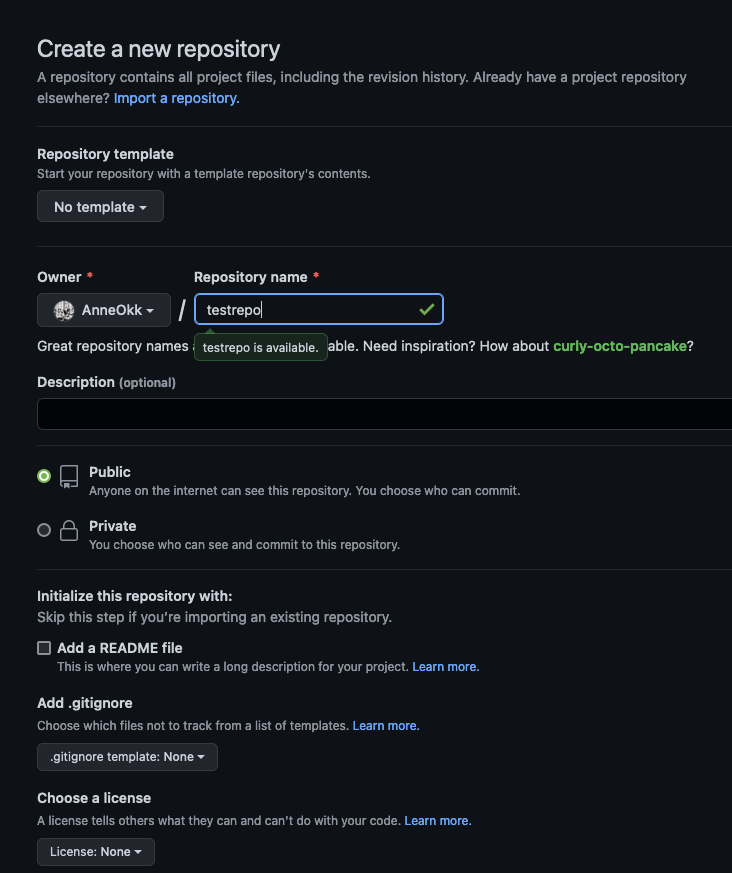 Create a new repository
A repository contains all project files, including the revision history. Already have a project repository
elsewhere? Import a repository.
Repository template
Start your repository with a template repository's contents.
No template
Owner * Repository name *
AnneOkk / testrepo
Great repository names able. Need inspiration? How about curly-octo-pancake?
testrepo is available.
Description (optional)
Public
Anyone on the internet can see this repository. You choose who can commit.
Private
You choose who can see and commit to this repository.
Initialize this repository with:
Skip this step if you're importing an existing repository.
Add a README file
This is where you can write a long description for your project. Learn more.
Add .gitignore
Choose which files not to track from a list of templates. Learn more.
.gitignore template: None
Choose a license
A license tells others what they can and can't do with your code. Learn more.
License: None